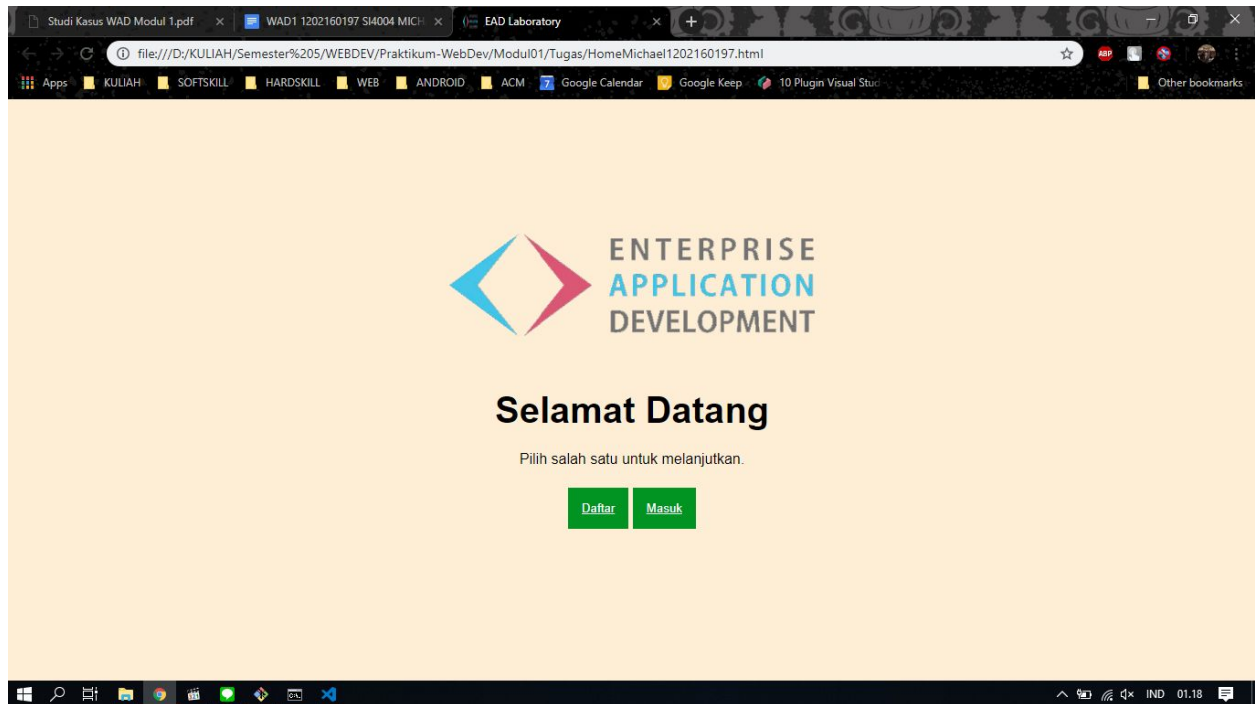 Studi Kasus WAD Modul 1.pdf
WAD1 1202160197 SI4004 MICH
EAD Laboratory
file:///D:/KULIAH/Semester%205/WEBDEV/Praktikum-WebDev/Modul01/Tugas/HomeMichael1202160197.html
ABP
Apps KULIAH SOFTSKILL HARDSKILL WEB ANDROID ACM 7 Google Calendar Google Keep 10 Plugin Visual Stud Other bookmarks
ENTERPRISE
APPLICATION
DEVELOPMENT
Selamat Datang
Pilih salah satu untuk melanjutkan.
Daftar Masuk
IND 01.18